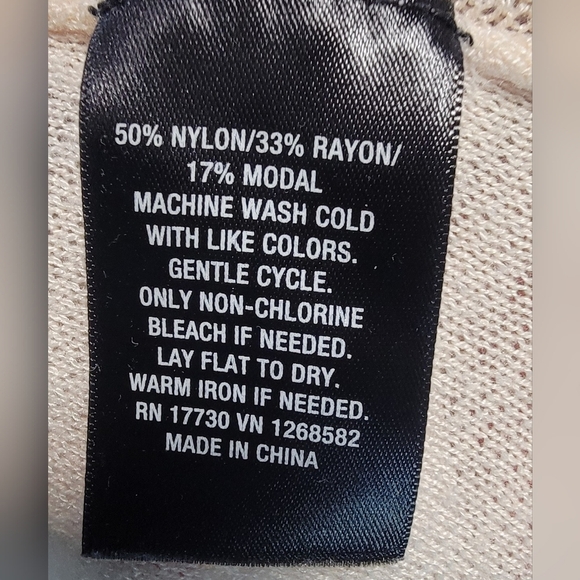 50% NYLON/33% RAYON/
17% MODAL
MACHINE WASH COLD
WITH LIKE COLORS.
GENTLE CYCLE.
ONLY NON-CHLORINE
BLEACH IF NEEDED.
LAY FLAT TO DRY.
WARM IRON IF NEEDED.
RN 17730 VN 1268582
MADE IN CHINA